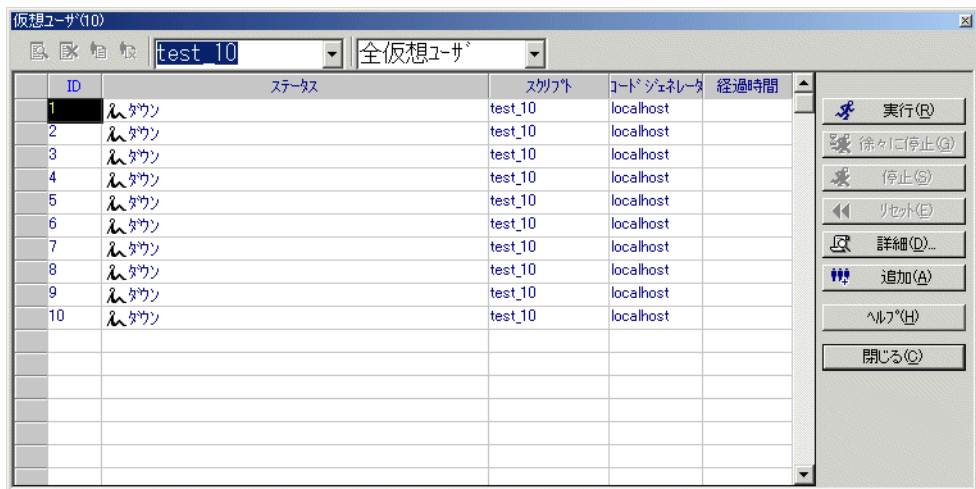 仮想ﾕｰｻﾞ(10)
test_10 全仮想ﾕｰｻﾞ
ID ｽﾃｰﾀｽ ｽｸﾘﾌﾟﾄ ｺｰﾄﾞ ｼﾞｪﾈﾚｰﾀ 経過時間
1 ﾀﾞｳﾝ test_10 localhost
2 ﾀﾞｳﾝ test_10 localhost
3 ﾀﾞｳﾝ test_10 localhost
4 ﾀﾞｳﾝ test_10 localhost
5 ﾀﾞｳﾝ test_10 localhost
6 ﾀﾞｳﾝ test_10 localhost
7 ﾀﾞｳﾝ test_10 localhost
8 ﾀﾞｳﾝ test_10 localhost
9 ﾀﾞｳﾝ test_10 localhost
10 ﾀﾞｳﾝ test_10 localhost
実行(R)
徐々に停止(G)
停止(S)
ﾘｾｯﾄ(E)
詳細(D)...
追加(A)
ﾍﾙﾌﾟ(H)
閉じる(C)